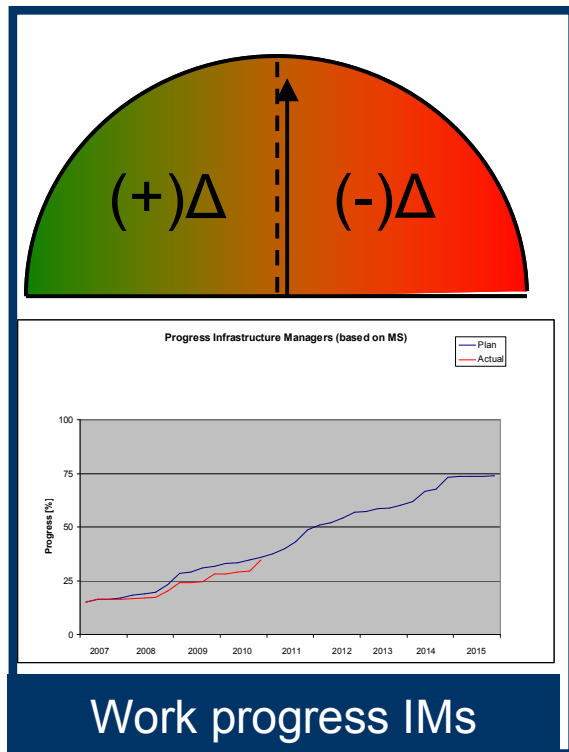 (+)Δ (-)Δ
Progress Infrastructure Managers (based on MS)
Plan
Actual
100
75
50
25
0
Progress [%]
2007 2008 2009 2010 2011 2012 2013 2014 2015
Work progress IMs